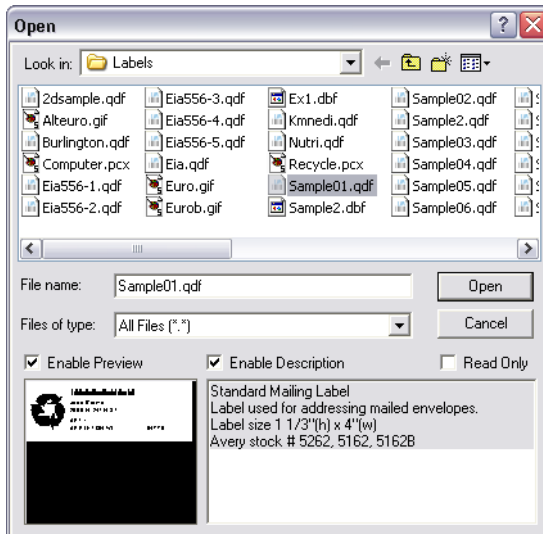 Open
Look in: Labels
2dsample.qdf Eia556-3.qdf Ex1.dbf Sample02.qdf
Alteuro.gif Eia556-4.qdf Kmnedi.qdf Sample2.qdf
Burlington.qdf Eia556-5.qdf Nutri.qdf Sample03.qdf
Computer.pcx Eia.qdf Recycle.pcx Sample04.qdf
Eia556-1.qdf Euro.gif Sample01.qdf Sample05.qdf
Eia556-2.qdf Eurob.gif Sample2.dbf Sample06.qdf
File name: Sample01.qdf Open
Files of type: All Files (*.*) Cancel
Enable Preview Enable Description Read Only
Standard Mailing Label
Label used for addressing mailed envelopes.
Label size 1 1/3"(h) x 4"(w)
Avery stock # 5262, 5162, 5162B